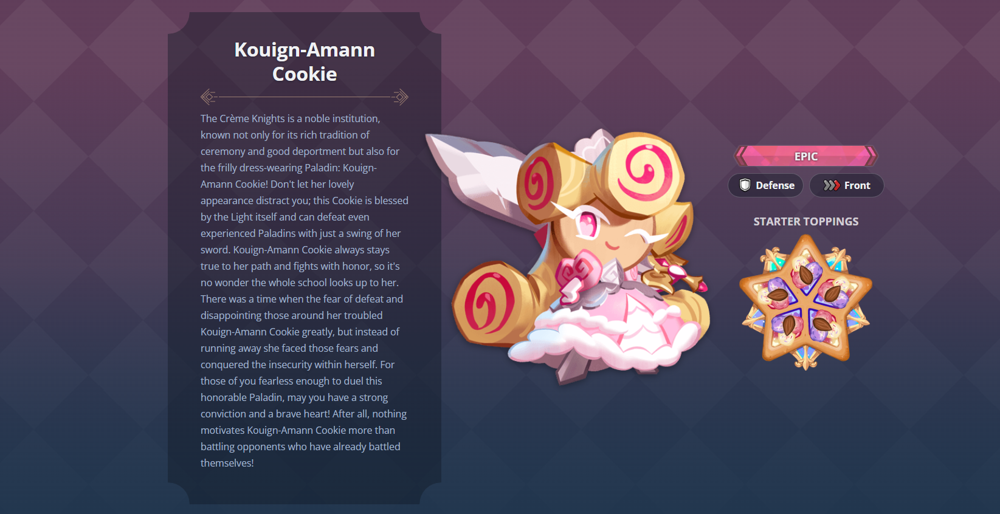 Kouign-Amann
Cookie
The Crème Knights is a noble institution,
known not only for its rich tradition of
ceremony and good deportment but also for
the frilly dress-wearing Paladin: Kouign-
Amann Cookie! Don't let her lovely
appearance distract you; this Cookie is blessed
by the Light itself and can defeat even
experienced Paladins with just a swing of her
sword. Kouign-Amann Cookie always stays
true to her path and fights with honor, so it's
no wonder the whole school looks up to her.
There was a time when the fear of defeat and
disappointing those around her troubled
Kouign-Amann Cookie greatly, but instead of
running away she faced those fears and
conquered the insecurity within herself. For
those of you fearless enough to duel this
honorable Paladin, may you have a strong
conviction and a brave heart! After all, nothing
motivates Kouign-Amann Cookie more than
battling opponents who have already battled
themselves!
EPIC
Defense Front
STARTER TOPPINGS